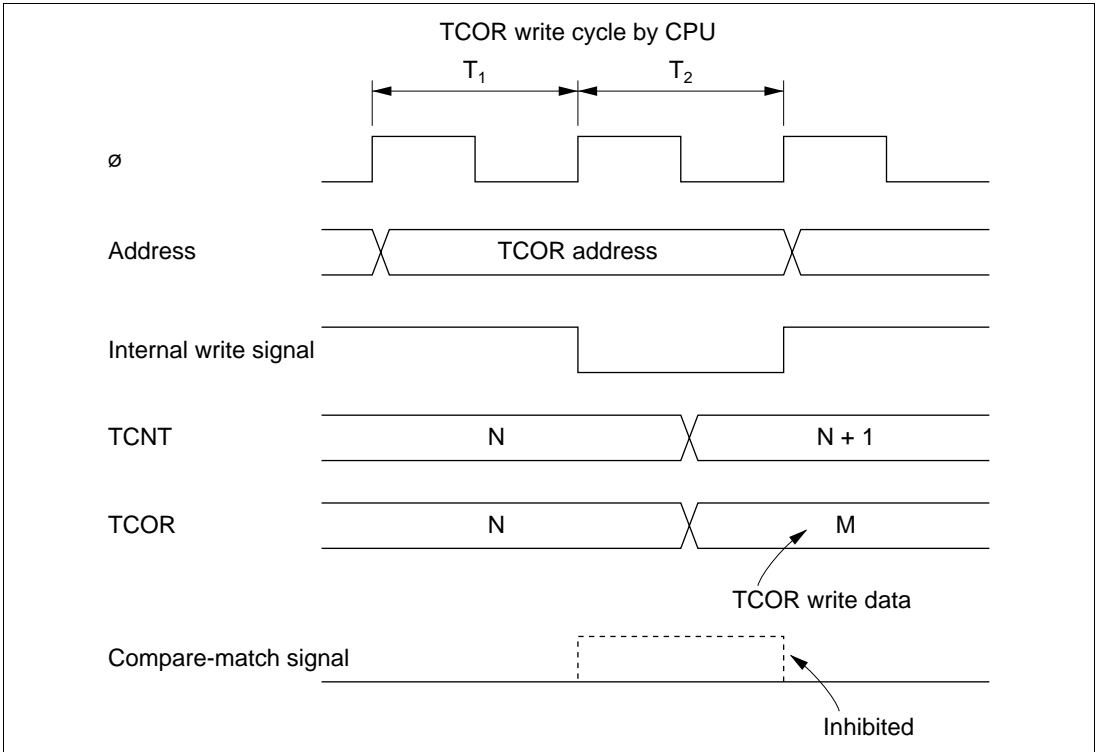 TCOR write cycle by CPU
T1 T2
ø
Address TCOR address
Internal write signal
TCNT N N + 1
TCOR N M
TCOR write data
Compare-match signal
Inhibited